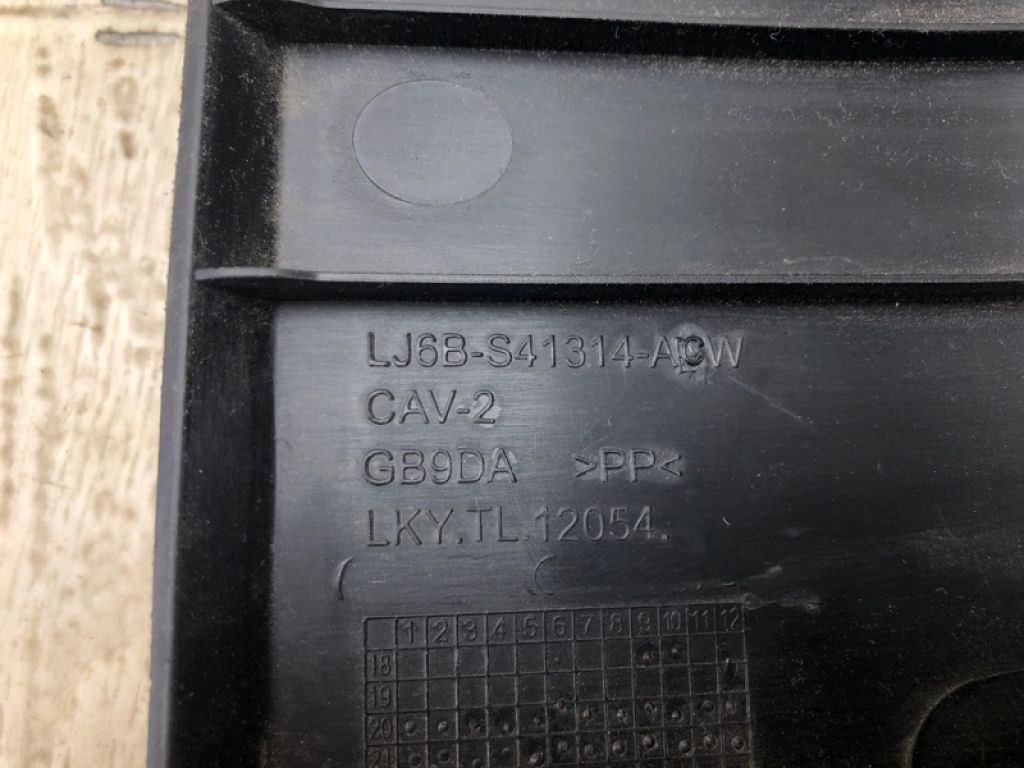 LJ6B-S41314-ACW
CAV-2
GB9DA >PP<
LKY.TL.12054.
1 2 3 4 5 6 7 8 9 10 11 12
18
19
20
21